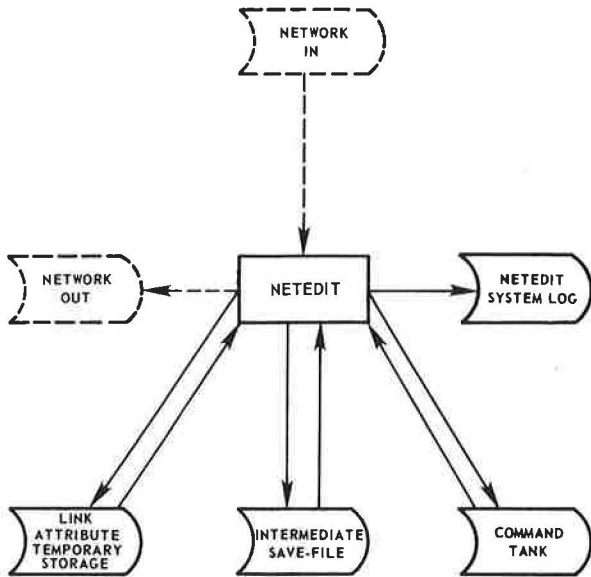 NETWORK
IN
NETWORK
OUT
NETEDIT
NETEDIT
SYSTEM LOG
LINK
ATTRIBUTE
TEMPORARY
STORAGE
INTERMEDIATE
SAVE-FILE
COMMAND
TANK